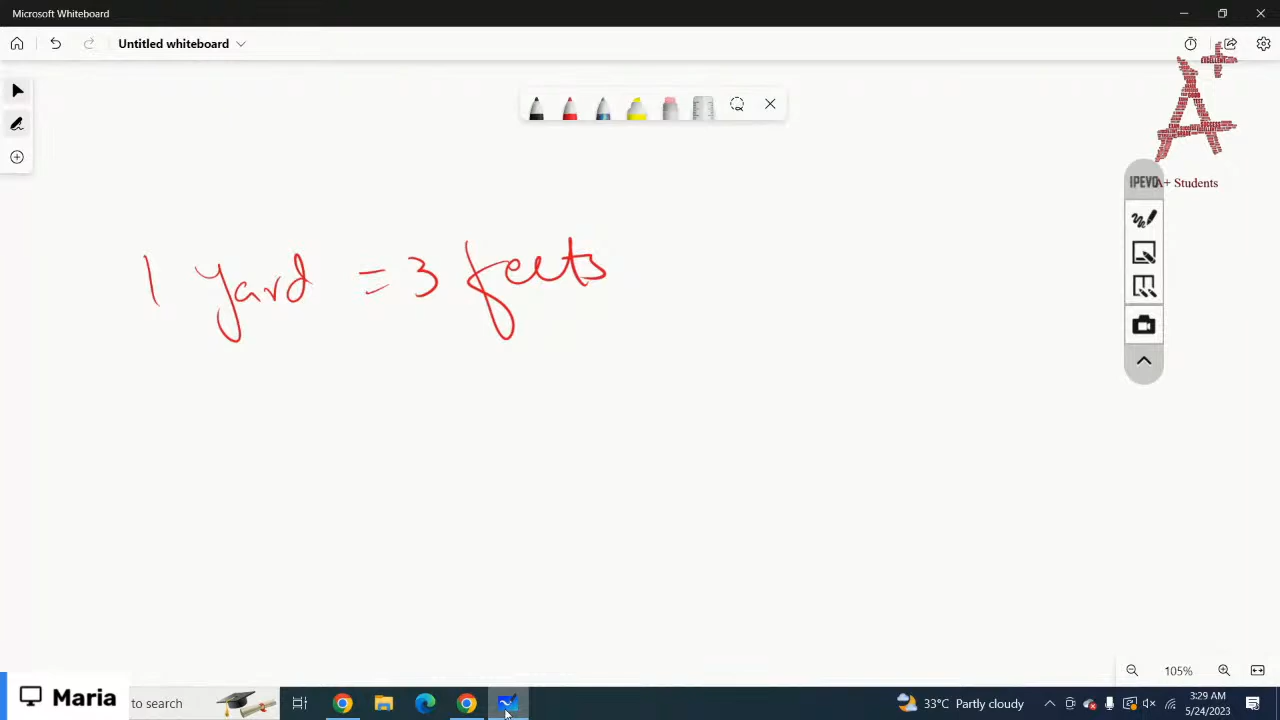 Microsoft Whiteboard
Untitled whiteboard
IPEVO
A+ Students
1 yard = 3 feets
105%
Maria
to search
33°C Partly cloudy
3:29 AM
5/24/2023